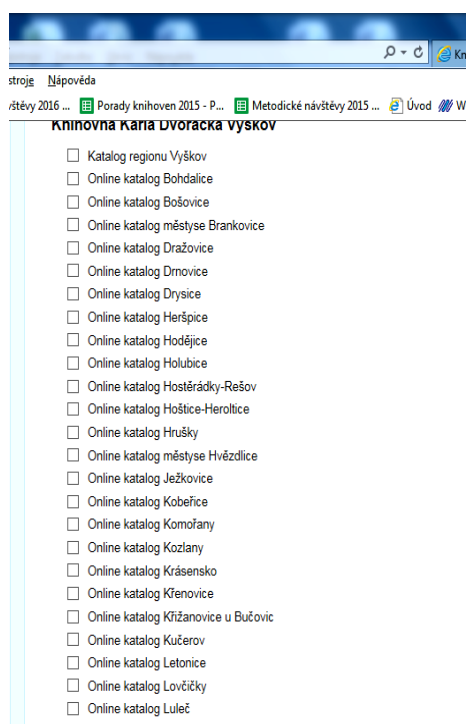 Kn
stroje Nápověda
vštěvy 2016 ... Porady knihoven 2015 - P... Metodické návštěvy 2015 ... Úvod W
Knihovna Karla Dvořáčka Vyškov
Katalog regionu Vyškov
Online katalog Bohdalice
Online katalog Bošovice
Online katalog městyse Brankovice
Online katalog Dražovice
Online katalog Drnovice
Online katalog Drysice
Online katalog Heršpice
Online katalog Hodějice
Online katalog Holubice
Online katalog Hostěrádky-Rešov
Online katalog Hoštice-Heroltice
Online katalog Hrušky
Online katalog městyse Hvězdlice
Online katalog Ježkovice
Online katalog Kobeřice
Online katalog Komořany
Online katalog Kozlany
Online katalog Krásensko
Online katalog Křenovice
Online katalog Křižanovice u Bučovic
Online katalog Kučerov
Online katalog Letonice
Online katalog Lovčičky
Online katalog Luleč